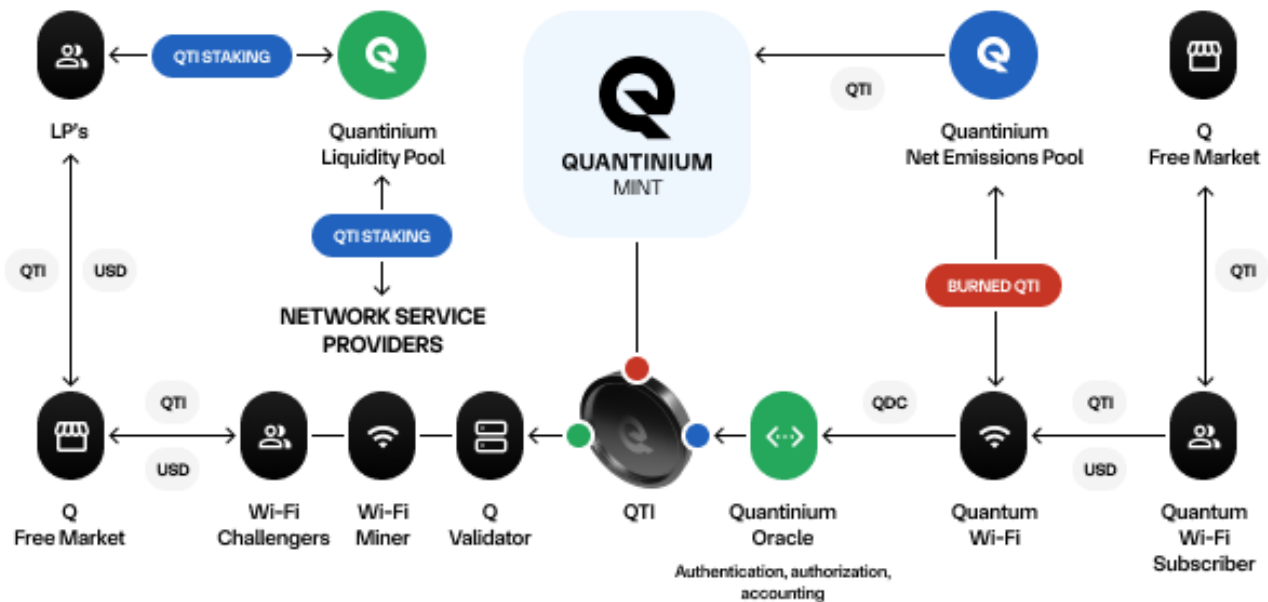 QTI STAKING
QTI
LP's
Quantinium
Liquidity Pool
QUANTINIUM
MINT
Quantinium
Net Emissions Pool
Q
Free Market
QTI STAKING
QTI
USD
BURNED QTI
QTI
NETWORK SERVICE
PROVIDERS
QTI
USD
QDC
QTI
USD
Q
Free Market
Wi-Fi
Challengers
Wi-Fi
Miner
Q
Validator
QTI
Quantinium
Oracle
Authentication, authorization,
accounting
Quantum
Wi-Fi
Quantum
Wi-Fi
Subscriber